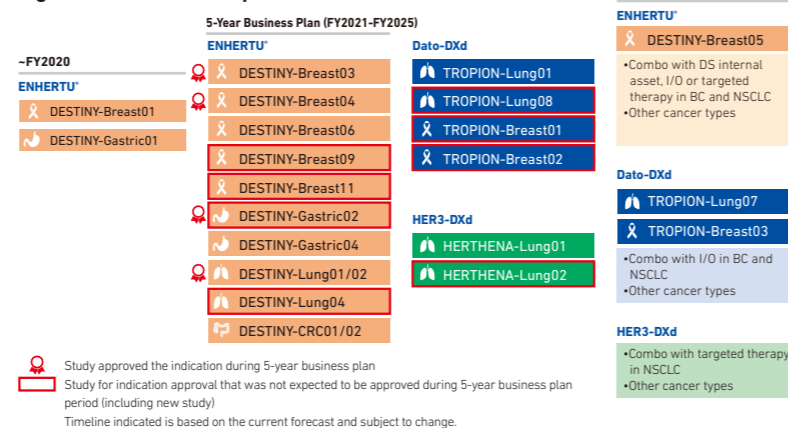 5-Year Business Plan (FY2021-FY2025)
~FY2020
ENHERTU®
DESTINY-Breast01
DESTINY-Gastric01
ENHERTU®
DESTINY-Breast03
DESTINY-Breast04
DESTINY-Breast06
DESTINY-Breast09
DESTINY-Breast11
DESTINY-Gastric02
DESTINY-Gastric04
DESTINY-Lung01/02
DESTINY-Lung04
DESTINY-CRC01/02
Dato-DXd
TROPION-Lung01
TROPION-Lung08
TROPION-Breast01
TROPION-Breast02
HER3-DXd
HERTHENA-Lung01
HERTHENA-Lung02
ENHERTU®
DESTINY-Breast05
•Combo with DS internal
asset, I/O or targeted
therapy in BC and NSCLC
•Other cancer types
Dato-DXd
TROPION-Lung07
TROPION-Breast03
•Combo with I/O in BC and
NSCLC
•Other cancer types
HER3-DXd
•Combo with targeted therapy
in NSCLC
•Other cancer types
Study approved the indication during 5-year business plan
Study for indication approval that was not expected to be approved during 5-year business plan
period (including new study)
Timeline indicated is based on the current forecast and subject to change.